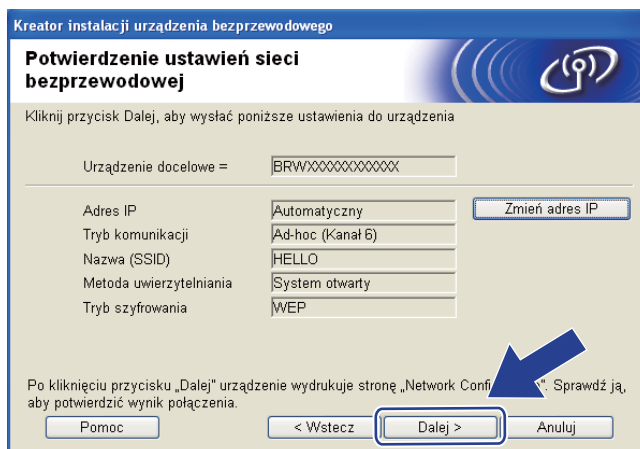 Kreator instalacji urządzenia bezprzewodowego
Potwierdzenie ustawień sieci
bezprzewodowej
Kliknij przycisk Dalej, aby wysłać poniższe ustawienia do urządzenia
Urządzenie docelowe = BRWXXXXXXXXXXXX
Adres IP Automatyczny Zmień adres IP
Tryb komunikacji Ad-hoc (Kanał 6)
Nazwa (SSID) HELLO
Metoda uwierzytelniania System otwarty
Tryb szyfrowania WEP
Po kliknięciu przycisku „Dalej" urządzenie wydrukuje stronę „Network Confi ". Sprawdź ją,
aby potwierdzić wynik połączenia.
Pomoc < Wstecz Dalej > Anuluj